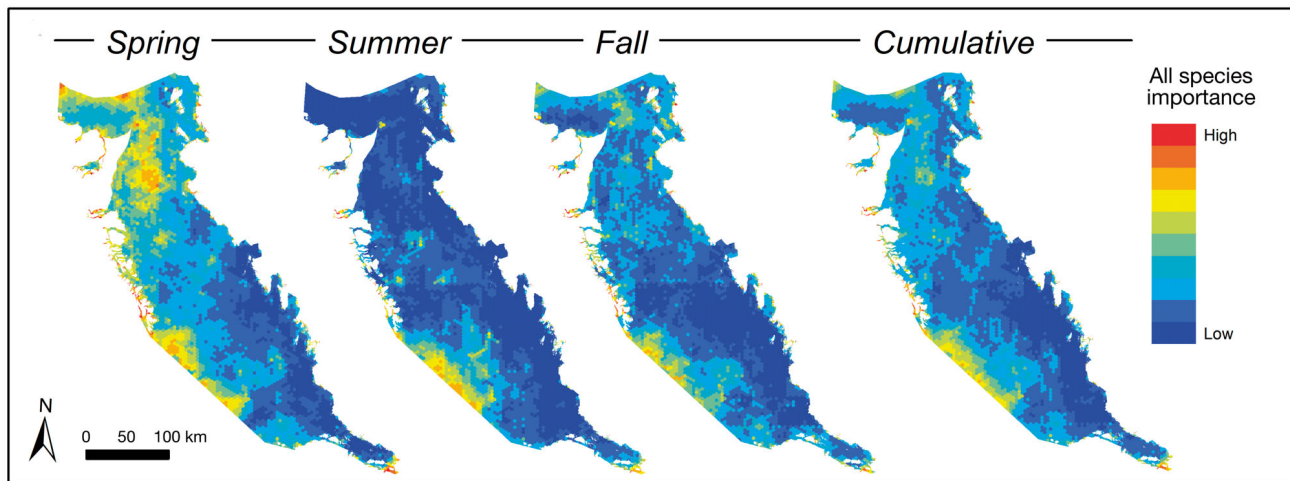 Spring Summer Fall Cumulative
All species
importance
High
Low
N
0 50 100 km